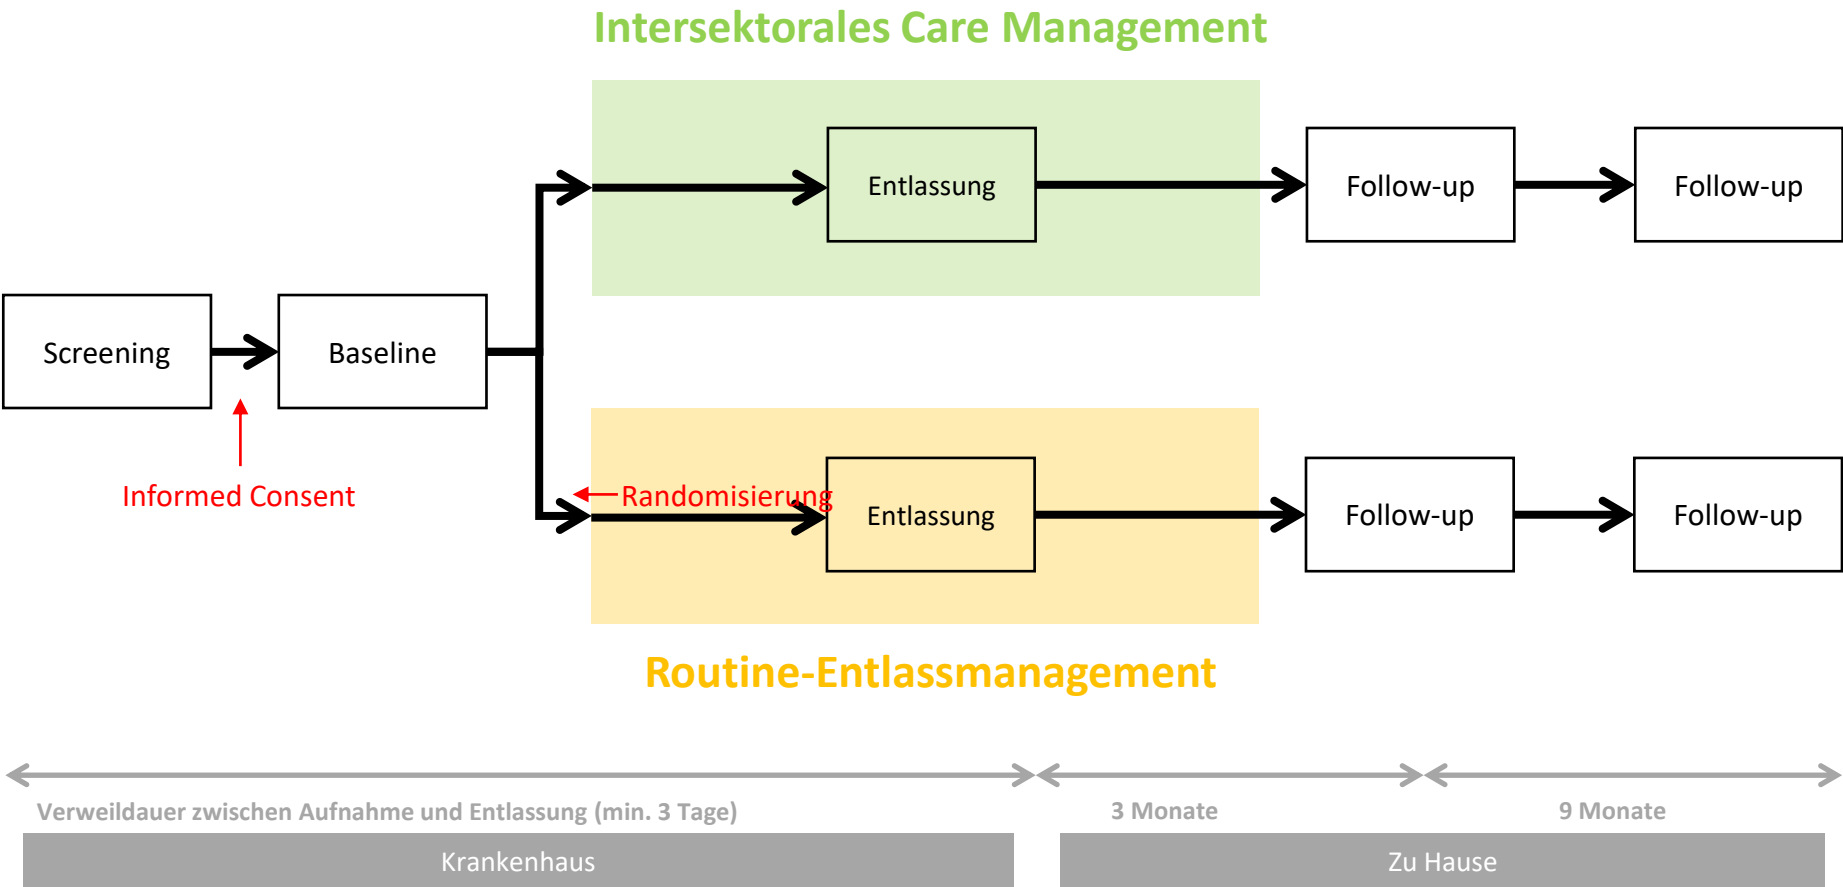 Intersektorales Care Management
Entlassung
Follow-up
Follow-up
Screening
Baseline
Informed Consent
Randomisierung
Entlassung
Follow-up
Follow-up
Routine-Entlassmanagement
Verweildauer zwischen Aufnahme und Entlassung (min. 3 Tage)
3 Monate
9 Monate
Krankenhaus
Zu Hause